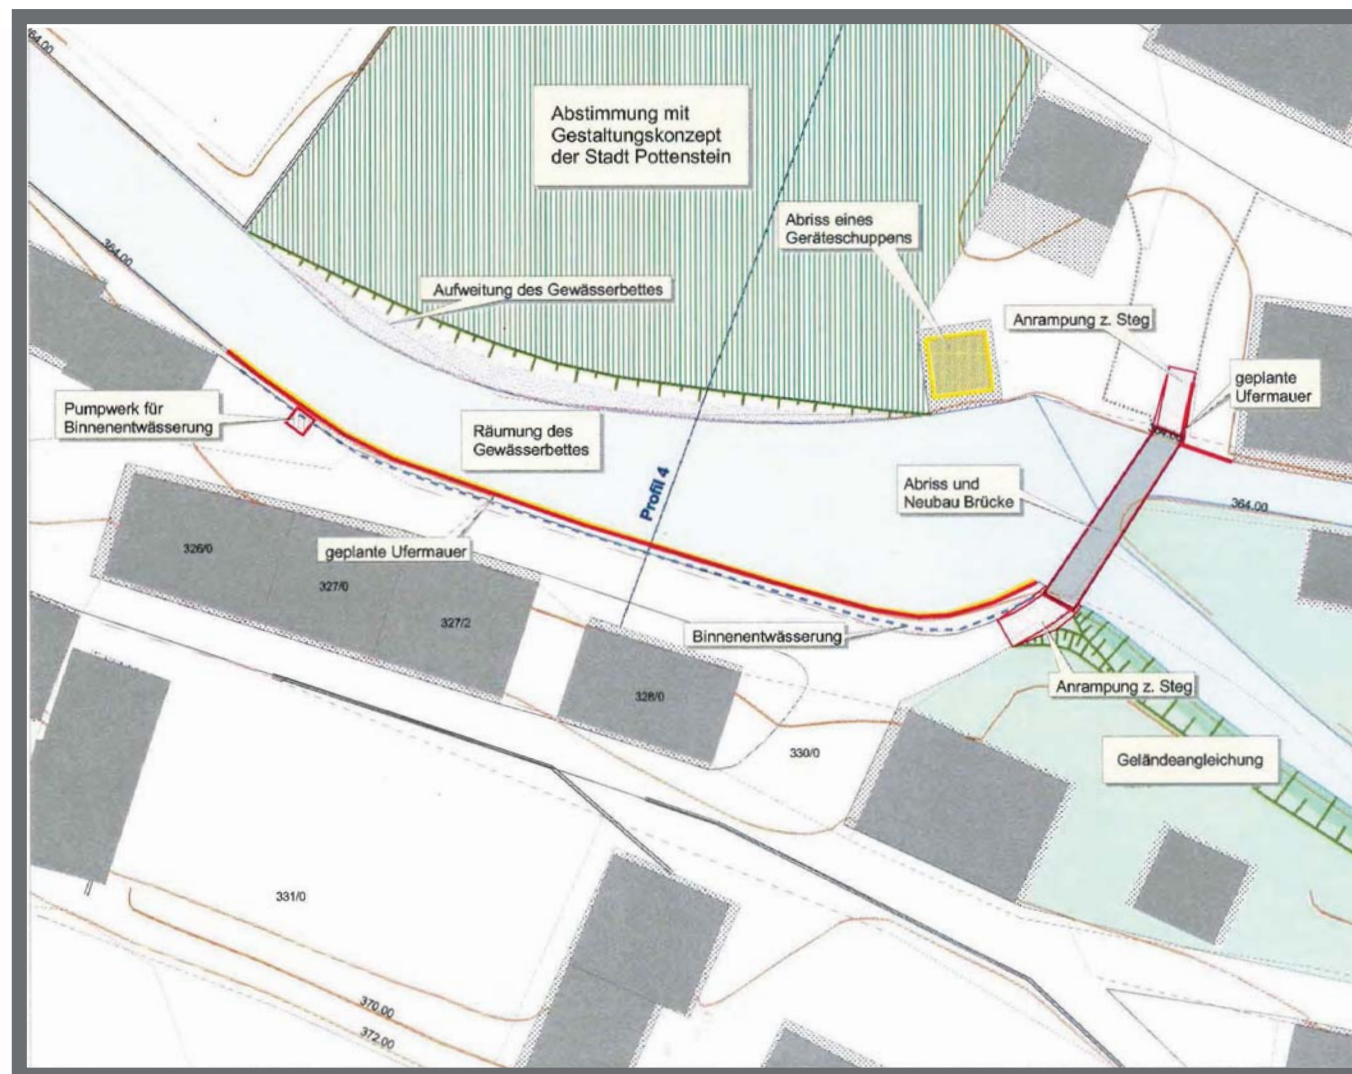 364.00
Abstimmung mit
Gestaltungskonzept
der Stadt Pottenstein
Abriss eines
Geräteschuppens
364.00
Aufweitung des Gewässerbettes
Anrampung z. Steg
geplante
Ufermauer
Pumpwerk für
Binnenentwässerung
Räumung des
Gewässerbettes
Profil 4
Abriss und
Neubau Brücke
364.00
326/0
geplante Ufermauer
327/0
327/2
Binnenentwässerung
328/0
Anrampung z. Steg
330/0
Geländeangleichung
331/0
370.00
372.00